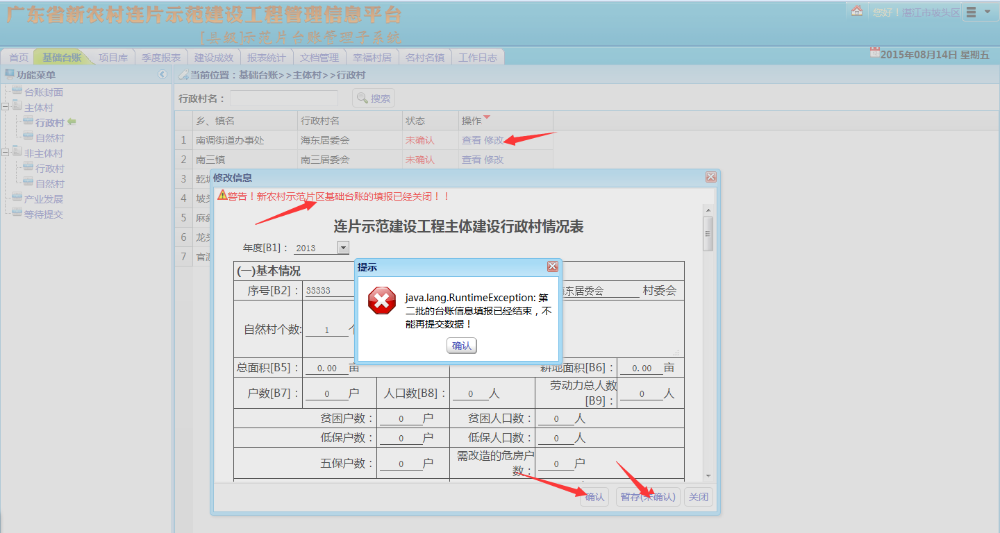 广东省新农村连片示范建设工程管理信息平台
[县级]示范片台账管理子系统
您好！湛江市坡头区
首页 基础台账 项目库 季度报表 建设成效 报表统计 文档管理 幸福村居 名村名镇 工作日志
2015年08月14日 星期五
功能菜单
台账封面
主体村
行政村
自然村
非主体村
行政村
自然村
产业发展
等待提交
当前位置：基础台账>>主体村>>行政村
行政村名： 搜索
乡、镇名 行政村名 状态 操作
1 南调街道办事处 海东居委会 未确认 查看 修改
2 南三镇 南三居委会 未确认 查看 修改
3
4 坡头
5 麻斜
6 龙头
7 官渡
修改信息
警告！新农村示范片区基础台账的填报已经关闭！！
连片示范建设工程主体建设行政村情况表
年度[B1]： 2013
(一)基本情况
序号[B2]： 33333 东居委会 村委会
自然村个数: 1
总面积[B5]： 0.00 亩 耕地面积[B6]： 0.00 亩
户数[B7]： 0 户 人口数[B8]： 0 人 劳动力总人数[B9]： 0 人
贫困户数： 0 户 贫困人口数： 0 人
低保户数： 0 户 低保人口数： 0 人
五保户数： 0 户 需改造的危房户数： 0 户
确认 暂存(未确认) 关闭
提示
java.lang.RuntimeException: 第
二批的台账信息填报已经结束，不
能再提交数据！
确认